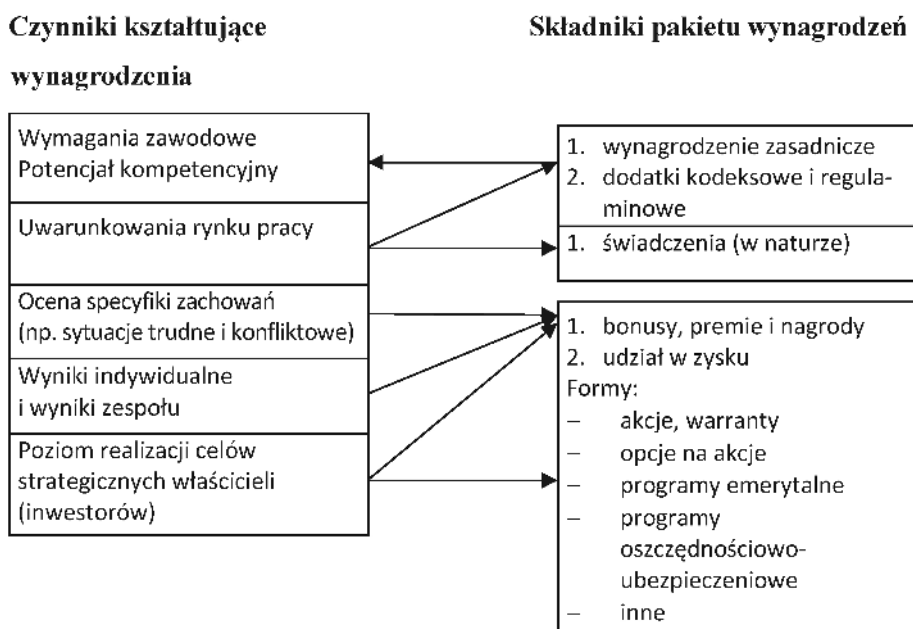 Czynniki kształtujące
wynagrodzenia
Wymagania zawodowe
Potencjał kompetencyjny
Uwarunkowania rynku pracy
Ocena specyfiki zachowań
(np. sytuacje trudne i konfliktowe)
Wyniki indywidualne
i wyniki zespołu
Poziom realizacji celów
strategicznych właścicieli
(inwestorów)
Składniki pakietu wynagrodzeń
1. wynagrodzenie zasadnicze
2. dodatki kodeksowe i regula-
minowe
1. świadczenia (w naturze)
1. bonusy, premie i nagrody
2. udział w zysku
Formy:
– akcje, warranty
– opcje na akcje
– programy emerytalne
– programy
oszczędnościowo-
ubezpieczeniowe
– inne